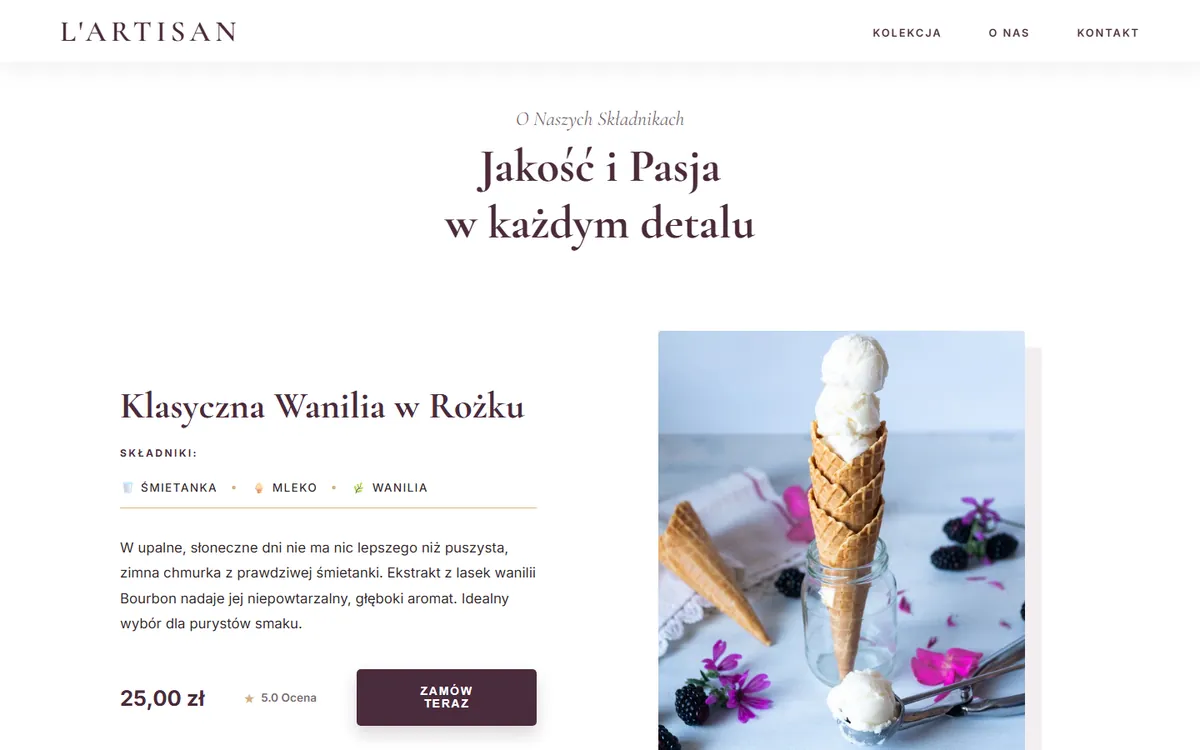 L'ARTISAN
KOLEKCJA O NAS KONTAKT
O Naszych Składnikach
Jakość i Pasja
w każdym detalu
Klasyczna Wanilia w Rożku
SKŁADNIKI:
ŚMIETANKA • MLEKO • WANILIA
W upalne, słoneczne dni nie ma nic lepszego niż puszysta,
zimna chmurka z prawdziwej śmietanki. Ekstrakt z lasek wanilii
Bourbon nadaje jej niepowtarzalny, głęboki aromat. Idealny
wybór dla purystów smaku.
25,00 zł
★ 5.0 Ocena
ZAMÓW
TERAZ